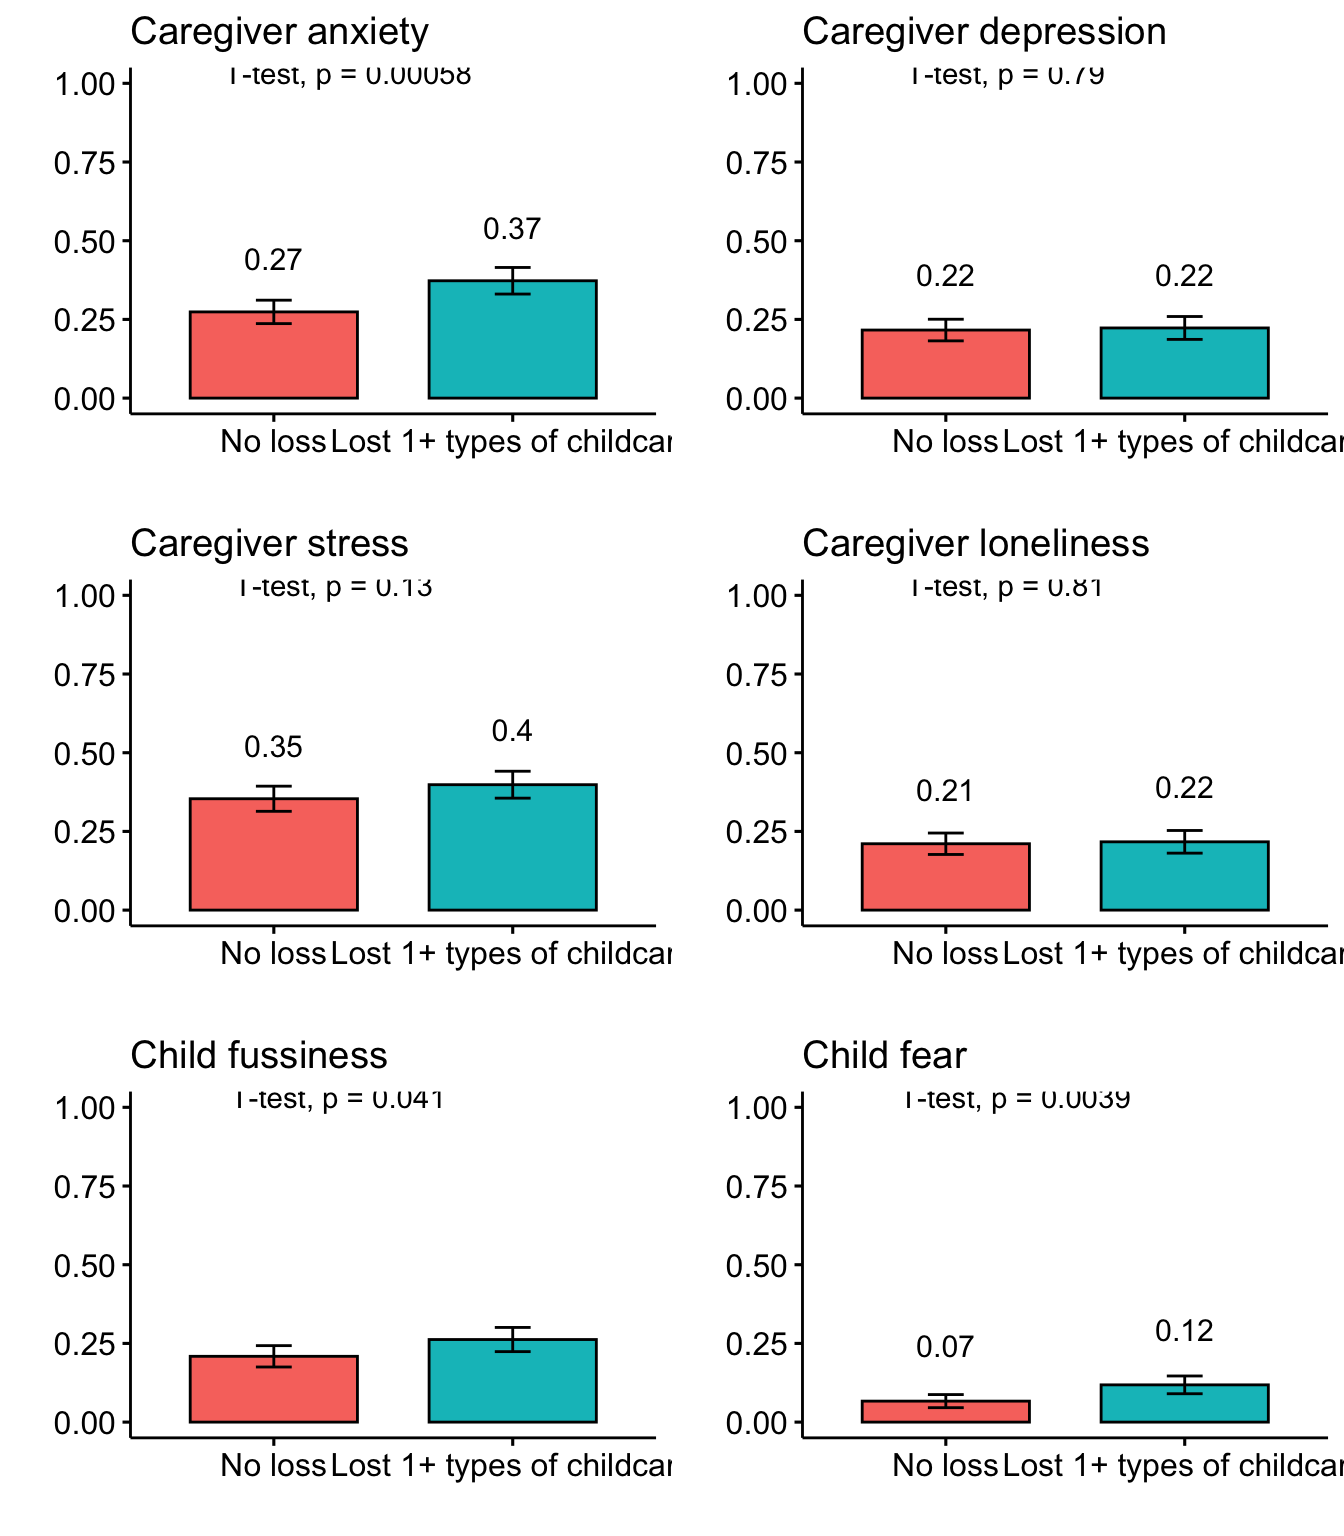 Caregiver anxiety
T-test, p = 0.00058
1.00
0.75
0.50
0.25
0.00
0.27
0.37
No loss
Lost 1+ types of childcar
Caregiver depression
T-test, p = 0.79
1.00
0.75
0.50
0.25
0.00
0.22
0.22
No loss
Lost 1+ types of childcar
Caregiver stress
T-test, p = 0.13
1.00
0.75
0.50
0.25
0.00
0.35
0.4
No loss
Lost 1+ types of childcar
Caregiver loneliness
T-test, p = 0.81
1.00
0.75
0.50
0.25
0.00
0.21
0.22
No loss
Lost 1+ types of childcar
Child fussiness
T-test, p = 0.041
1.00
0.75
0.50
0.25
0.00
No loss
Lost 1+ types of childcar
Child fear
T-test, p = 0.0039
1.00
0.75
0.50
0.25
0.00
0.07
0.12
No loss
Lost 1+ types of childcar